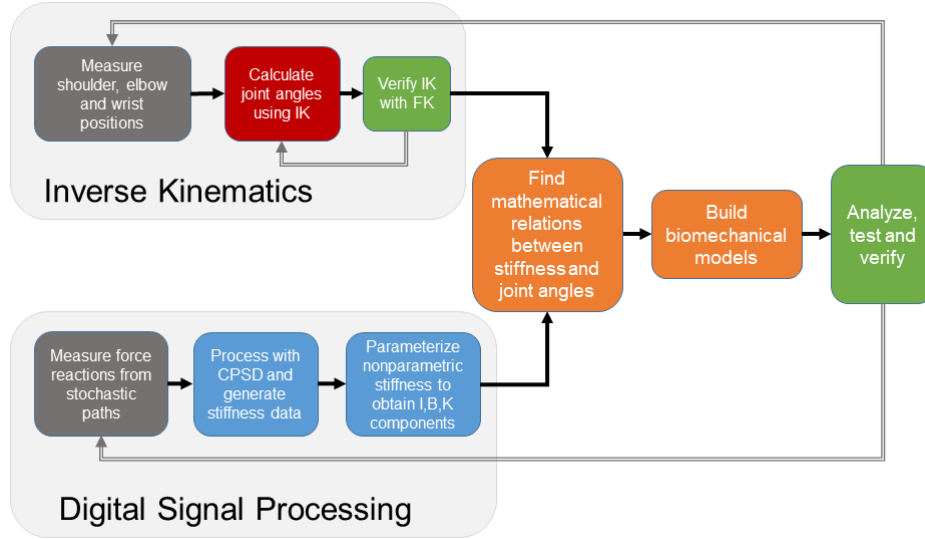 Measure
shoulder, elbow
and wrist
positions
Calculate
joint angles
using IK
Verify IK
with FK
Inverse Kinematics
Find
mathematical
relations
between
stiffness and
joint angles
Build
biomechanical
models
Analyze,
test and
verify
Measure force
reactions from
stochastic
paths
Process with
CPSD and
generate
stiffness data
Parameterize
nonparametric
stiffness to
obtain I,B,K
components
Digital Signal Processing